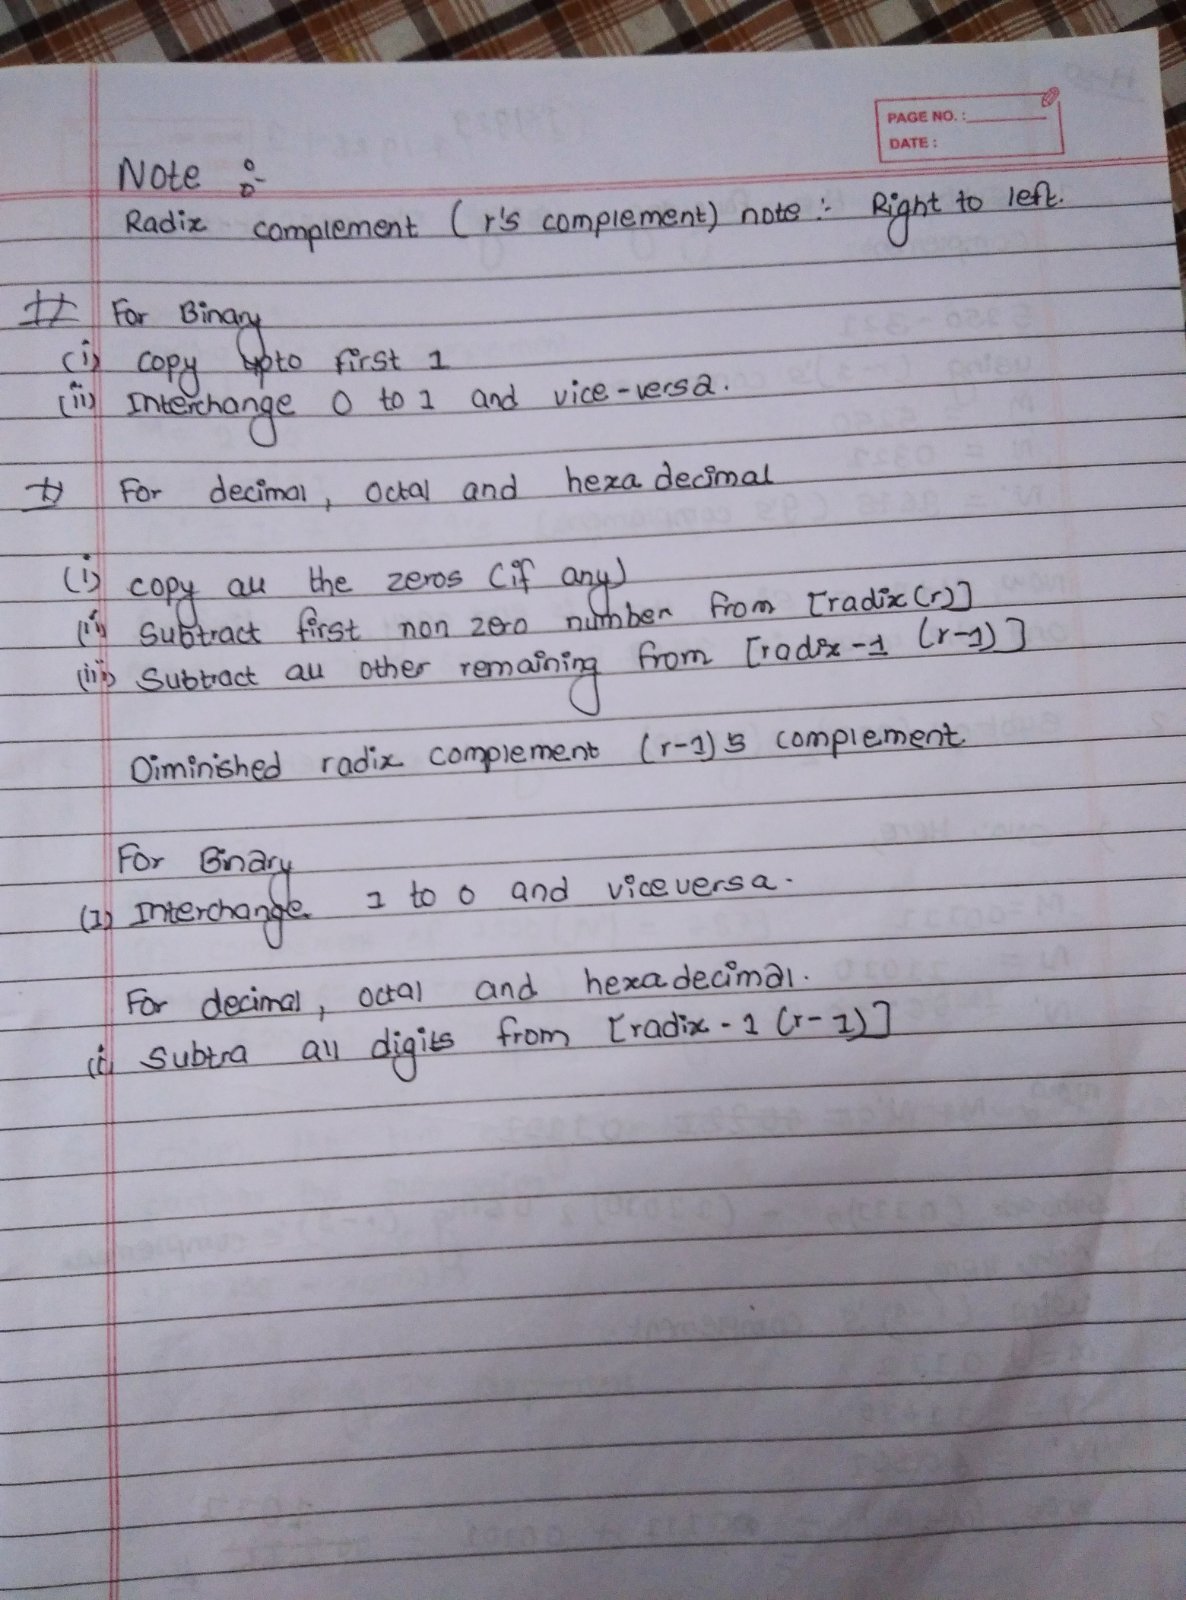 PAGE NO. :
DATE :
Note :-
Radix complement (r's complement) note :- Right to left.
# For Binary
(i) copy upto first 1
(ii) Interchange 0 to 1 and vice-versa.
# For decimal, octal and hexadecimal
(i) copy all the zeros (if any)
(ii) Subtract first non zero number from [radix(r)]
(iii) Subtract all other remaining from [radix-1 (r-1)]
Diminished radix complement (r-1)'s complement
For Binary
(I) Interchange 1 to 0 and viceversa.
For decimal, octal and hexadecimal.
(i) Subtra all digits from [radix-1 (r-1)]